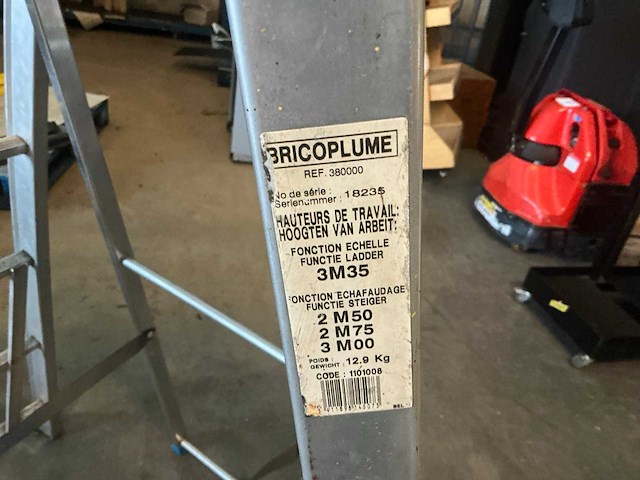 BRICOPLUME
REF. 380000
No de série :
Serienummer : 18235
HAUTEURS DE TRAVAIL:
HOOGTEN VAN ARBEIT:
FONCTION ECHELLE
FUNCTIE LADDER
3M35
FONCTION ECHAFAUDAGE
FUNCTIE STEIGER
2 M50
2 M75
3 M00
POIDS :
GEWICHT : 12.9 Kg
CODE : 1101008